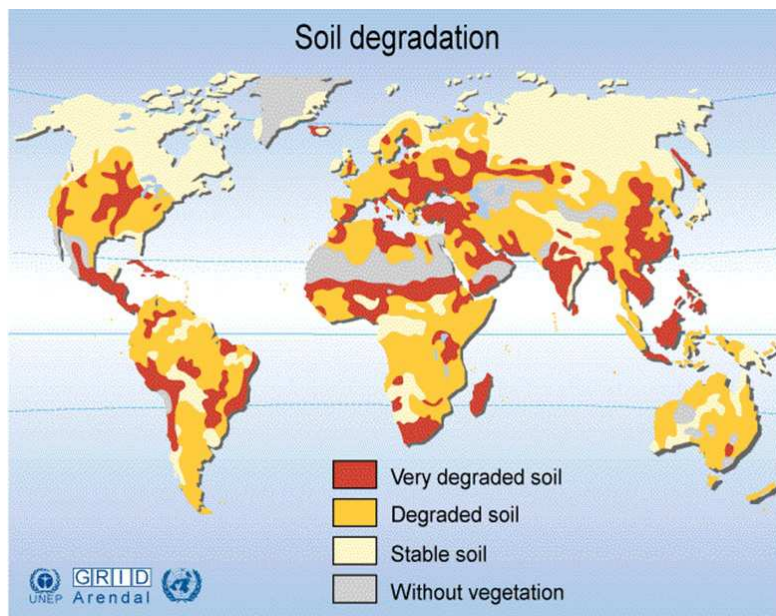 Soil degradation
Very degraded soil
Degraded soil
Stable soil
Without vegetation
UNEP
GRID
Arendal